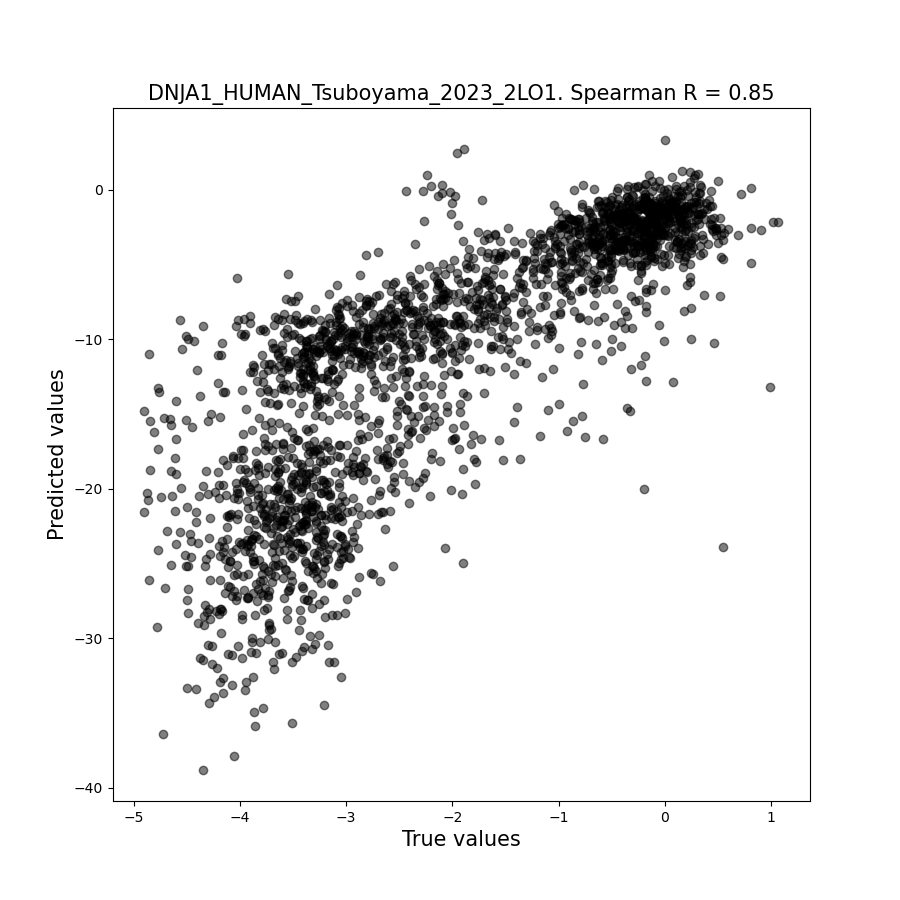 DNJA1_HUMAN_Tsuboyama_2023_2LO1. Spearman R = 0.85
0
−10
−20
−30
−40
Predicted values
−5 −4 −3 −2 −1 0 1
True values